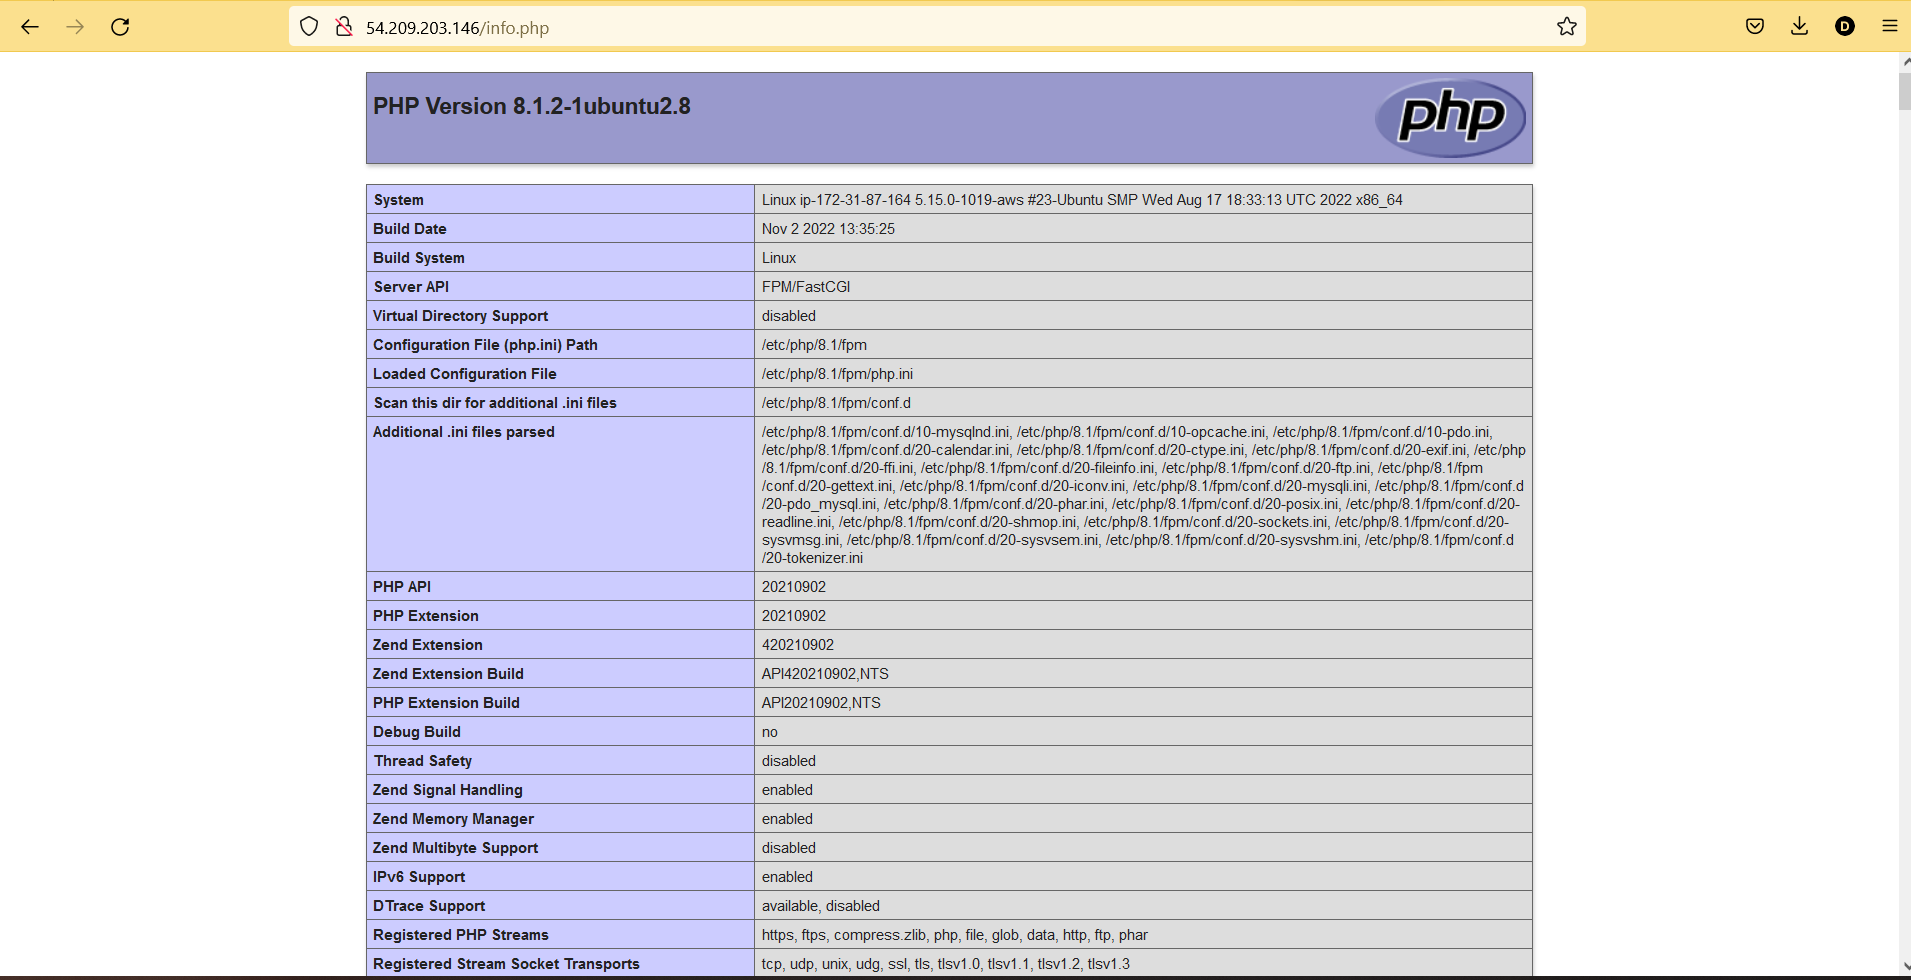 54.209.203.146/info.php
D
PHP Version 8.1.2-1ubuntu2.8
php
System Linux ip-172-31-87-164 5.15.0-1019-aws #23-Ubuntu SMP Wed Aug 17 18:33:13 UTC 2022 x86_64
Build Date Nov 2 2022 13:35:25
Build System Linux
Server API FPM/FastCGI
Virtual Directory Support disabled
Configuration File (php.ini) Path /etc/php/8.1/fpm
Loaded Configuration File /etc/php/8.1/fpm/php.ini
Scan this dir for additional .ini files /etc/php/8.1/fpm/conf.d
Additional .ini files parsed /etc/php/8.1/fpm/conf.d/10-mysqlnd.ini, /etc/php/8.1/fpm/conf.d/10-opcache.ini, /etc/php/8.1/fpm/conf.d/10-pdo.ini,
/etc/php/8.1/fpm/conf.d/20-calendar.ini, /etc/php/8.1/fpm/conf.d/20-ctype.ini, /etc/php/8.1/fpm/conf.d/20-exif.ini, /etc/php
/8.1/fpm/conf.d/20-ffi.ini, /etc/php/8.1/fpm/conf.d/20-fileinfo.ini, /etc/php/8.1/fpm/conf.d/20-ftp.ini, /etc/php/8.1/fpm
/conf.d/20-gettext.ini, /etc/php/8.1/fpm/conf.d/20-iconv.ini, /etc/php/8.1/fpm/conf.d/20-mysqli.ini, /etc/php/8.1/fpm/conf.d
/20-pdo_mysql.ini, /etc/php/8.1/fpm/conf.d/20-phar.ini, /etc/php/8.1/fpm/conf.d/20-posix.ini, /etc/php/8.1/fpm/conf.d/20-
readline.ini, /etc/php/8.1/fpm/conf.d/20-shmop.ini, /etc/php/8.1/fpm/conf.d/20-sockets.ini, /etc/php/8.1/fpm/conf.d/20-
sysvmsg.ini, /etc/php/8.1/fpm/conf.d/20-sysvsem.ini, /etc/php/8.1/fpm/conf.d/20-sysvshm.ini, /etc/php/8.1/fpm/conf.d
/20-tokenizer.ini
PHP API 20210902
PHP Extension 20210902
Zend Extension 420210902
Zend Extension Build API420210902,NTS
PHP Extension Build API20210902,NTS
Debug Build no
Thread Safety disabled
Zend Signal Handling enabled
Zend Memory Manager enabled
Zend Multibyte Support disabled
IPv6 Support enabled
DTrace Support available, disabled
Registered PHP Streams https, ftps, compress.zlib, php, file, glob, data, http, ftp, phar
Registered Stream Socket Transports tcp, udp, unix, udg, ssl, tls, tlsv1.0, tlsv1.1, tlsv1.2, tlsv1.3